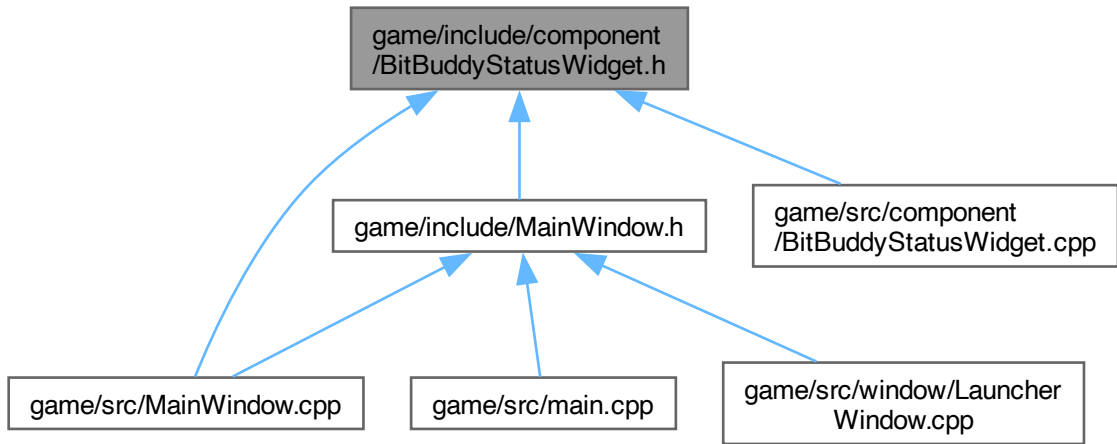 game/include/component
/BitBuddyStatusWidget.h
game/include/MainWindow.h
game/src/component
/BitBuddyStatusWidget.cpp
game/src/MainWindow.cpp
game/src/main.cpp
game/src/window/Launcher
Window.cpp